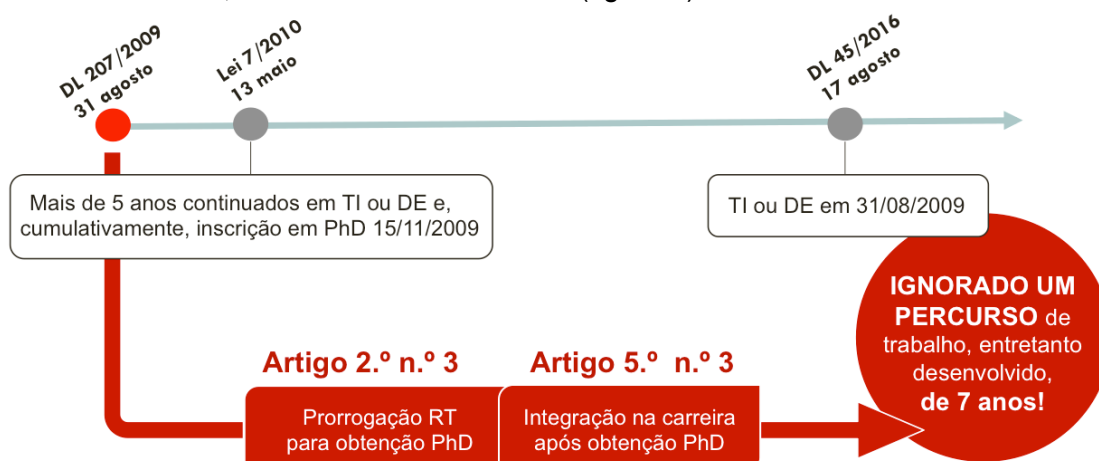 DL 207/2009
31 agosto
Lei 7/2010
13 maio
DL 45/2016
17 agosto
Mais de 5 anos continuados em TI ou DE e,
cumulativamente, inscrição em PhD 15/11/2009
TI ou DE em 31/08/2009
IGNORADO UM
PERCURSO de
trabalho, entretanto
desenvolvido,
de 7 anos!
Artigo 2.º n.º 3
Artigo 5.º n.º 3
Prorrogação RT
para obtenção PhD
Integração na carreira
após obtenção PhD